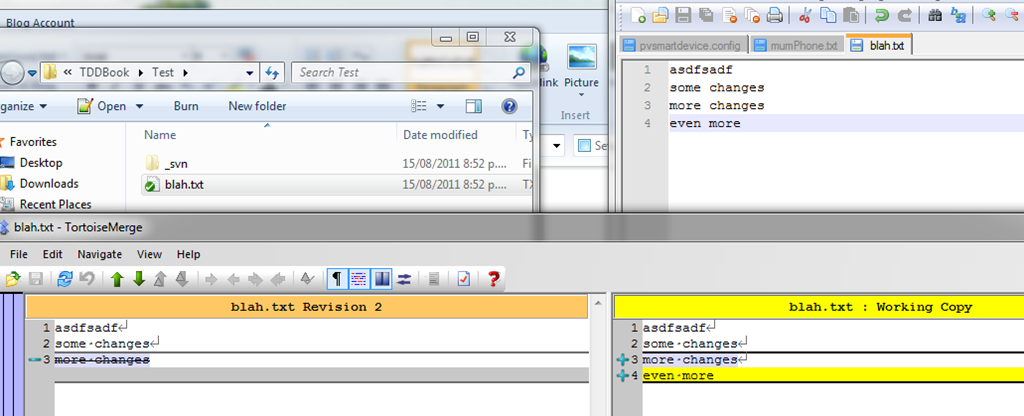 Blog Account
TDDBook Test
Search Test
link
Picture
Insert
Se
ganize Open Burn New folder
Favorites
Desktop
Downloads
Recent Places
Name Date modified Ty
_svn 15/08/2011 8:52 p.... Fi
blah.txt 15/08/2011 8:52 p.... TX
pvsmartdevice.config mumPhone.txt blah.txt
1 asdfsadf
2 some changes
3 more changes
4 even more
blah.txt - TortoiseMerge
File Edit Navigate View Help
blah.txt Revision 2
1 asdfsadf
2 some changes
3 more changes
blah.txt : Working Copy
1 asdfsadf
2 some changes
3 more changes
4 even more